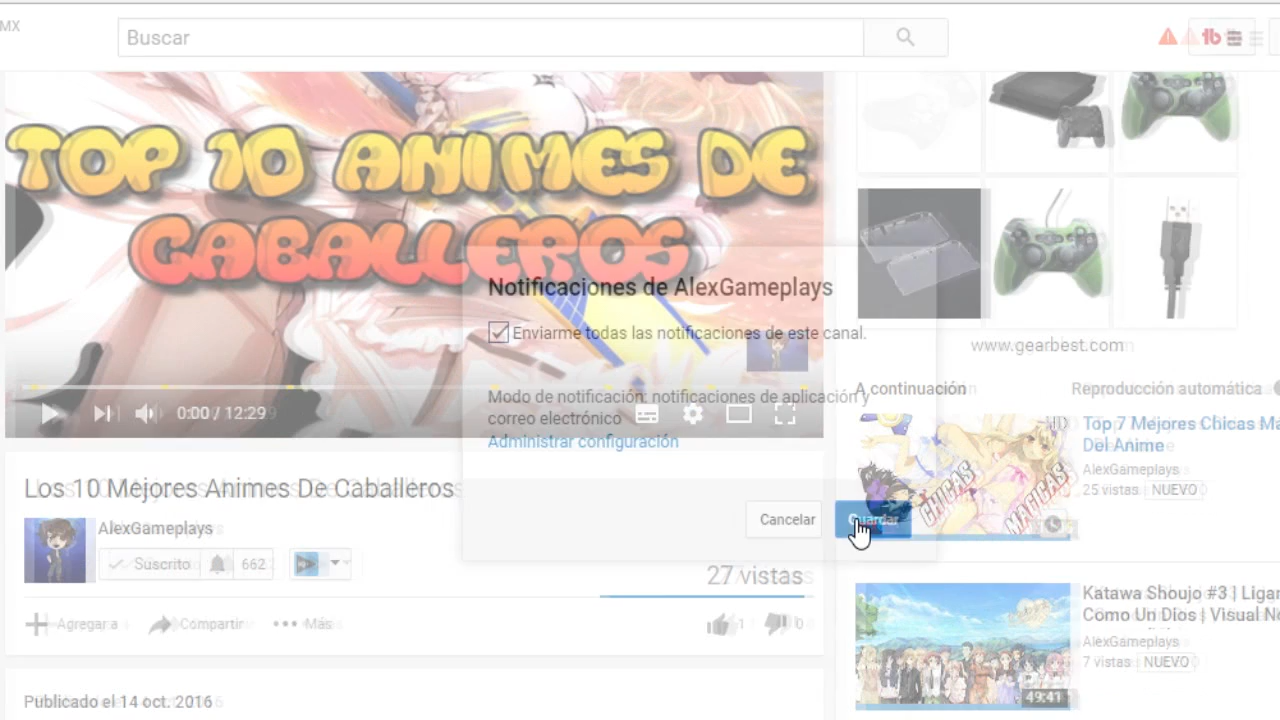 MX
Buscar
TOP 10 ANIMES DE
CABALLEROS
0:00 / 12:29
Notificaciones de AlexGameplays
Enviarme todas las notificaciones de este canal.
Modo de notificación: notificaciones de aplicación y
correo electrónico
Administrar configuración
Cancelar
Guardar
www.gearbest.com
A continuación
Reproducción automática
CHICAS
MAGICAS
Top 7 Mejores Chicas Ma
Del Anime
AlexGameplays
25 vistas
NUEVO
Los 10 Mejores Animes De Caballeros
AlexGameplays
Suscrito
662
27 vistas
Agregar a
Compartir
Más
1
0
Katawa Shoujo #3 | Ligar
Como Un Dios | Visual No
AlexGameplays
7 vistas
NUEVO
49:41
Publicado el 14 oct. 2016